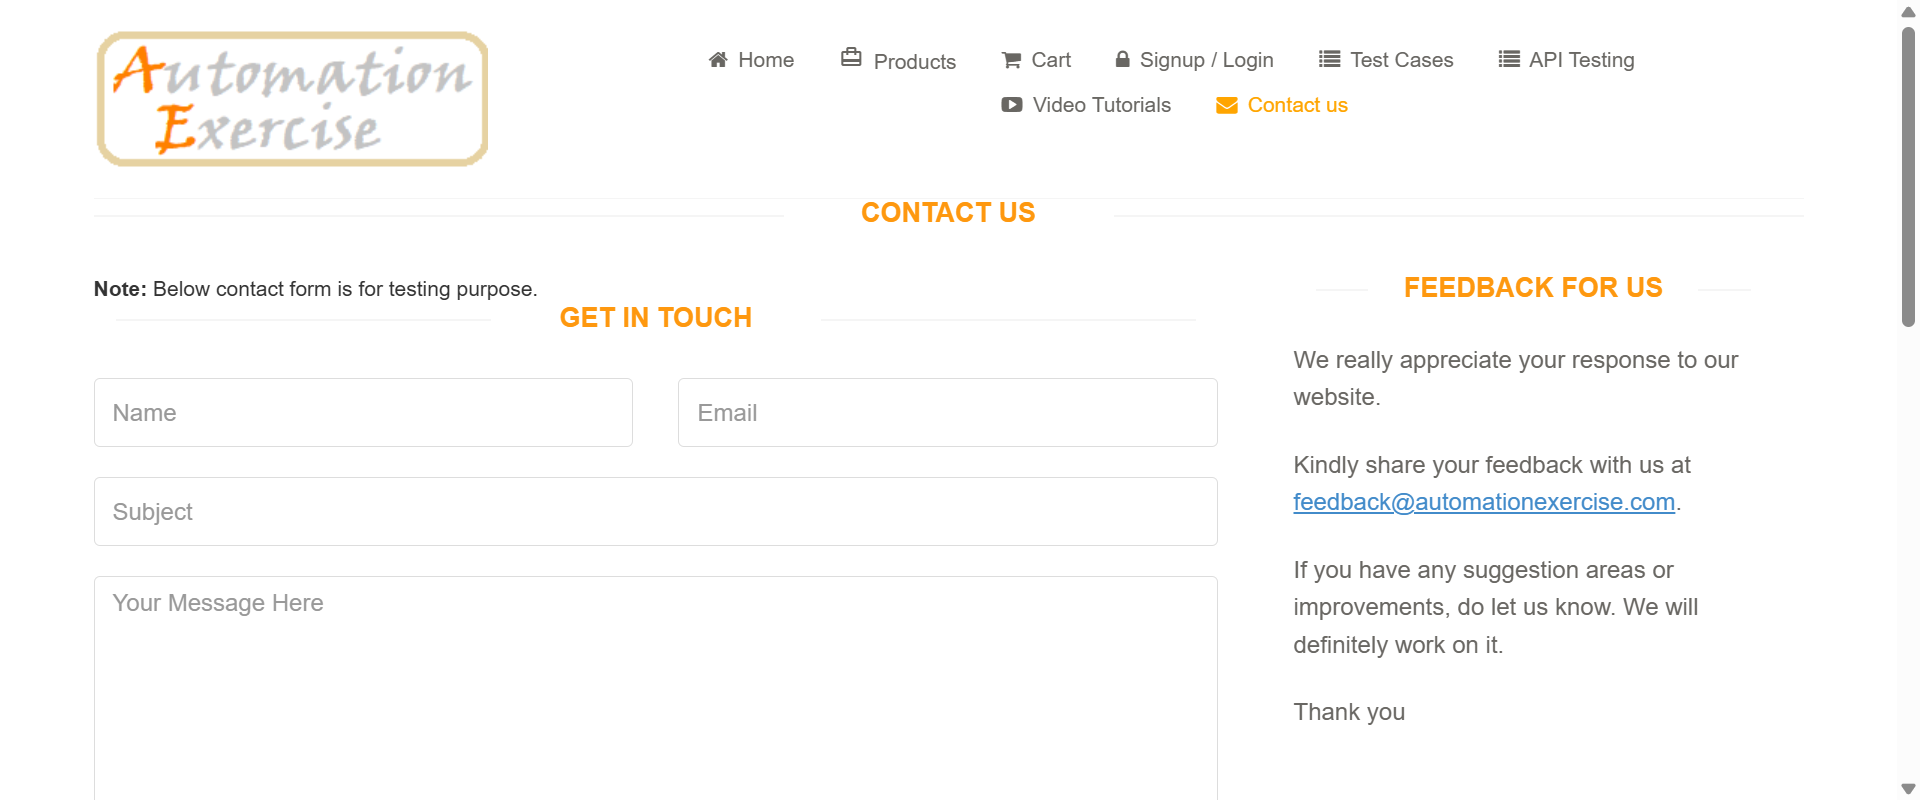 Automation
Exercise
Home
Products
Cart
Signup / Login
Test Cases
API Testing
Video Tutorials
Contact us
CONTACT US
Note: Below contact form is for testing purpose.
GET IN TOUCH
Name
Email
Subject
Your Message Here
FEEDBACK FOR US
We really appreciate your response to our
website.
Kindly share your feedback with us at
feedback@automationexercise.com.
If you have any suggestion areas or
improvements, do let us know. We will
definitely work on it.
Thank you